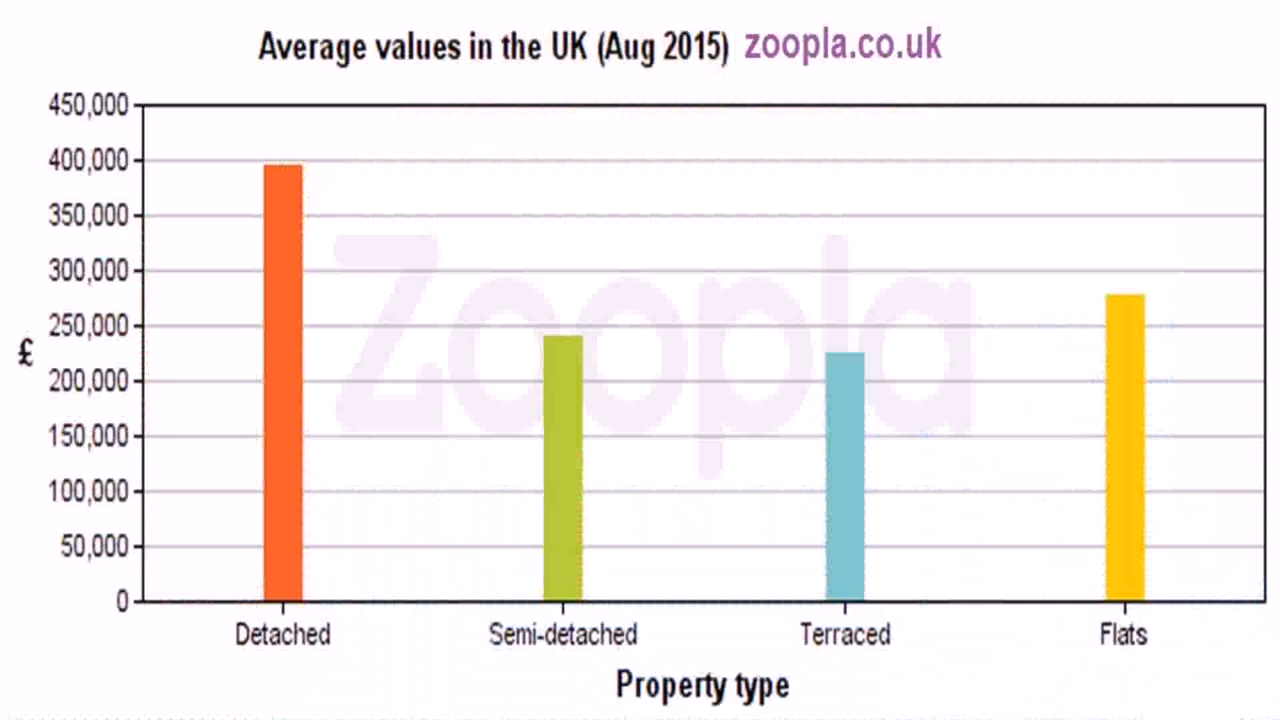 Average values in the UK (Aug 2015) zoopla.co.uk
450,000
400,000
350,000
300,000
250,000
£
200,000
150,000
100,000
50,000
0
Zoopla
Detached Semi-detached Terraced Flats
Property type